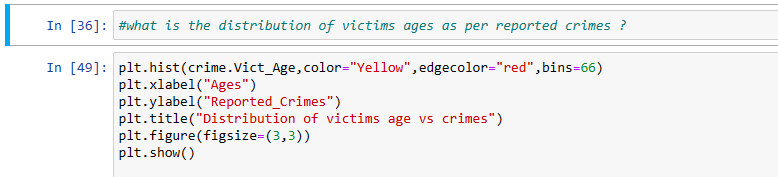 In [36]: #what is the distribution of victims ages as per reported crimes ?
In [49]: plt.hist(crime.Vict_Age,color="Yellow",edgecolor="red",bins=66)
plt.xlabel("Ages")
plt.ylabel("Reported_Crimes")
plt.title("Distribution of victims age vs crimes")
plt.figure(figsize=(3,3))
plt.show()